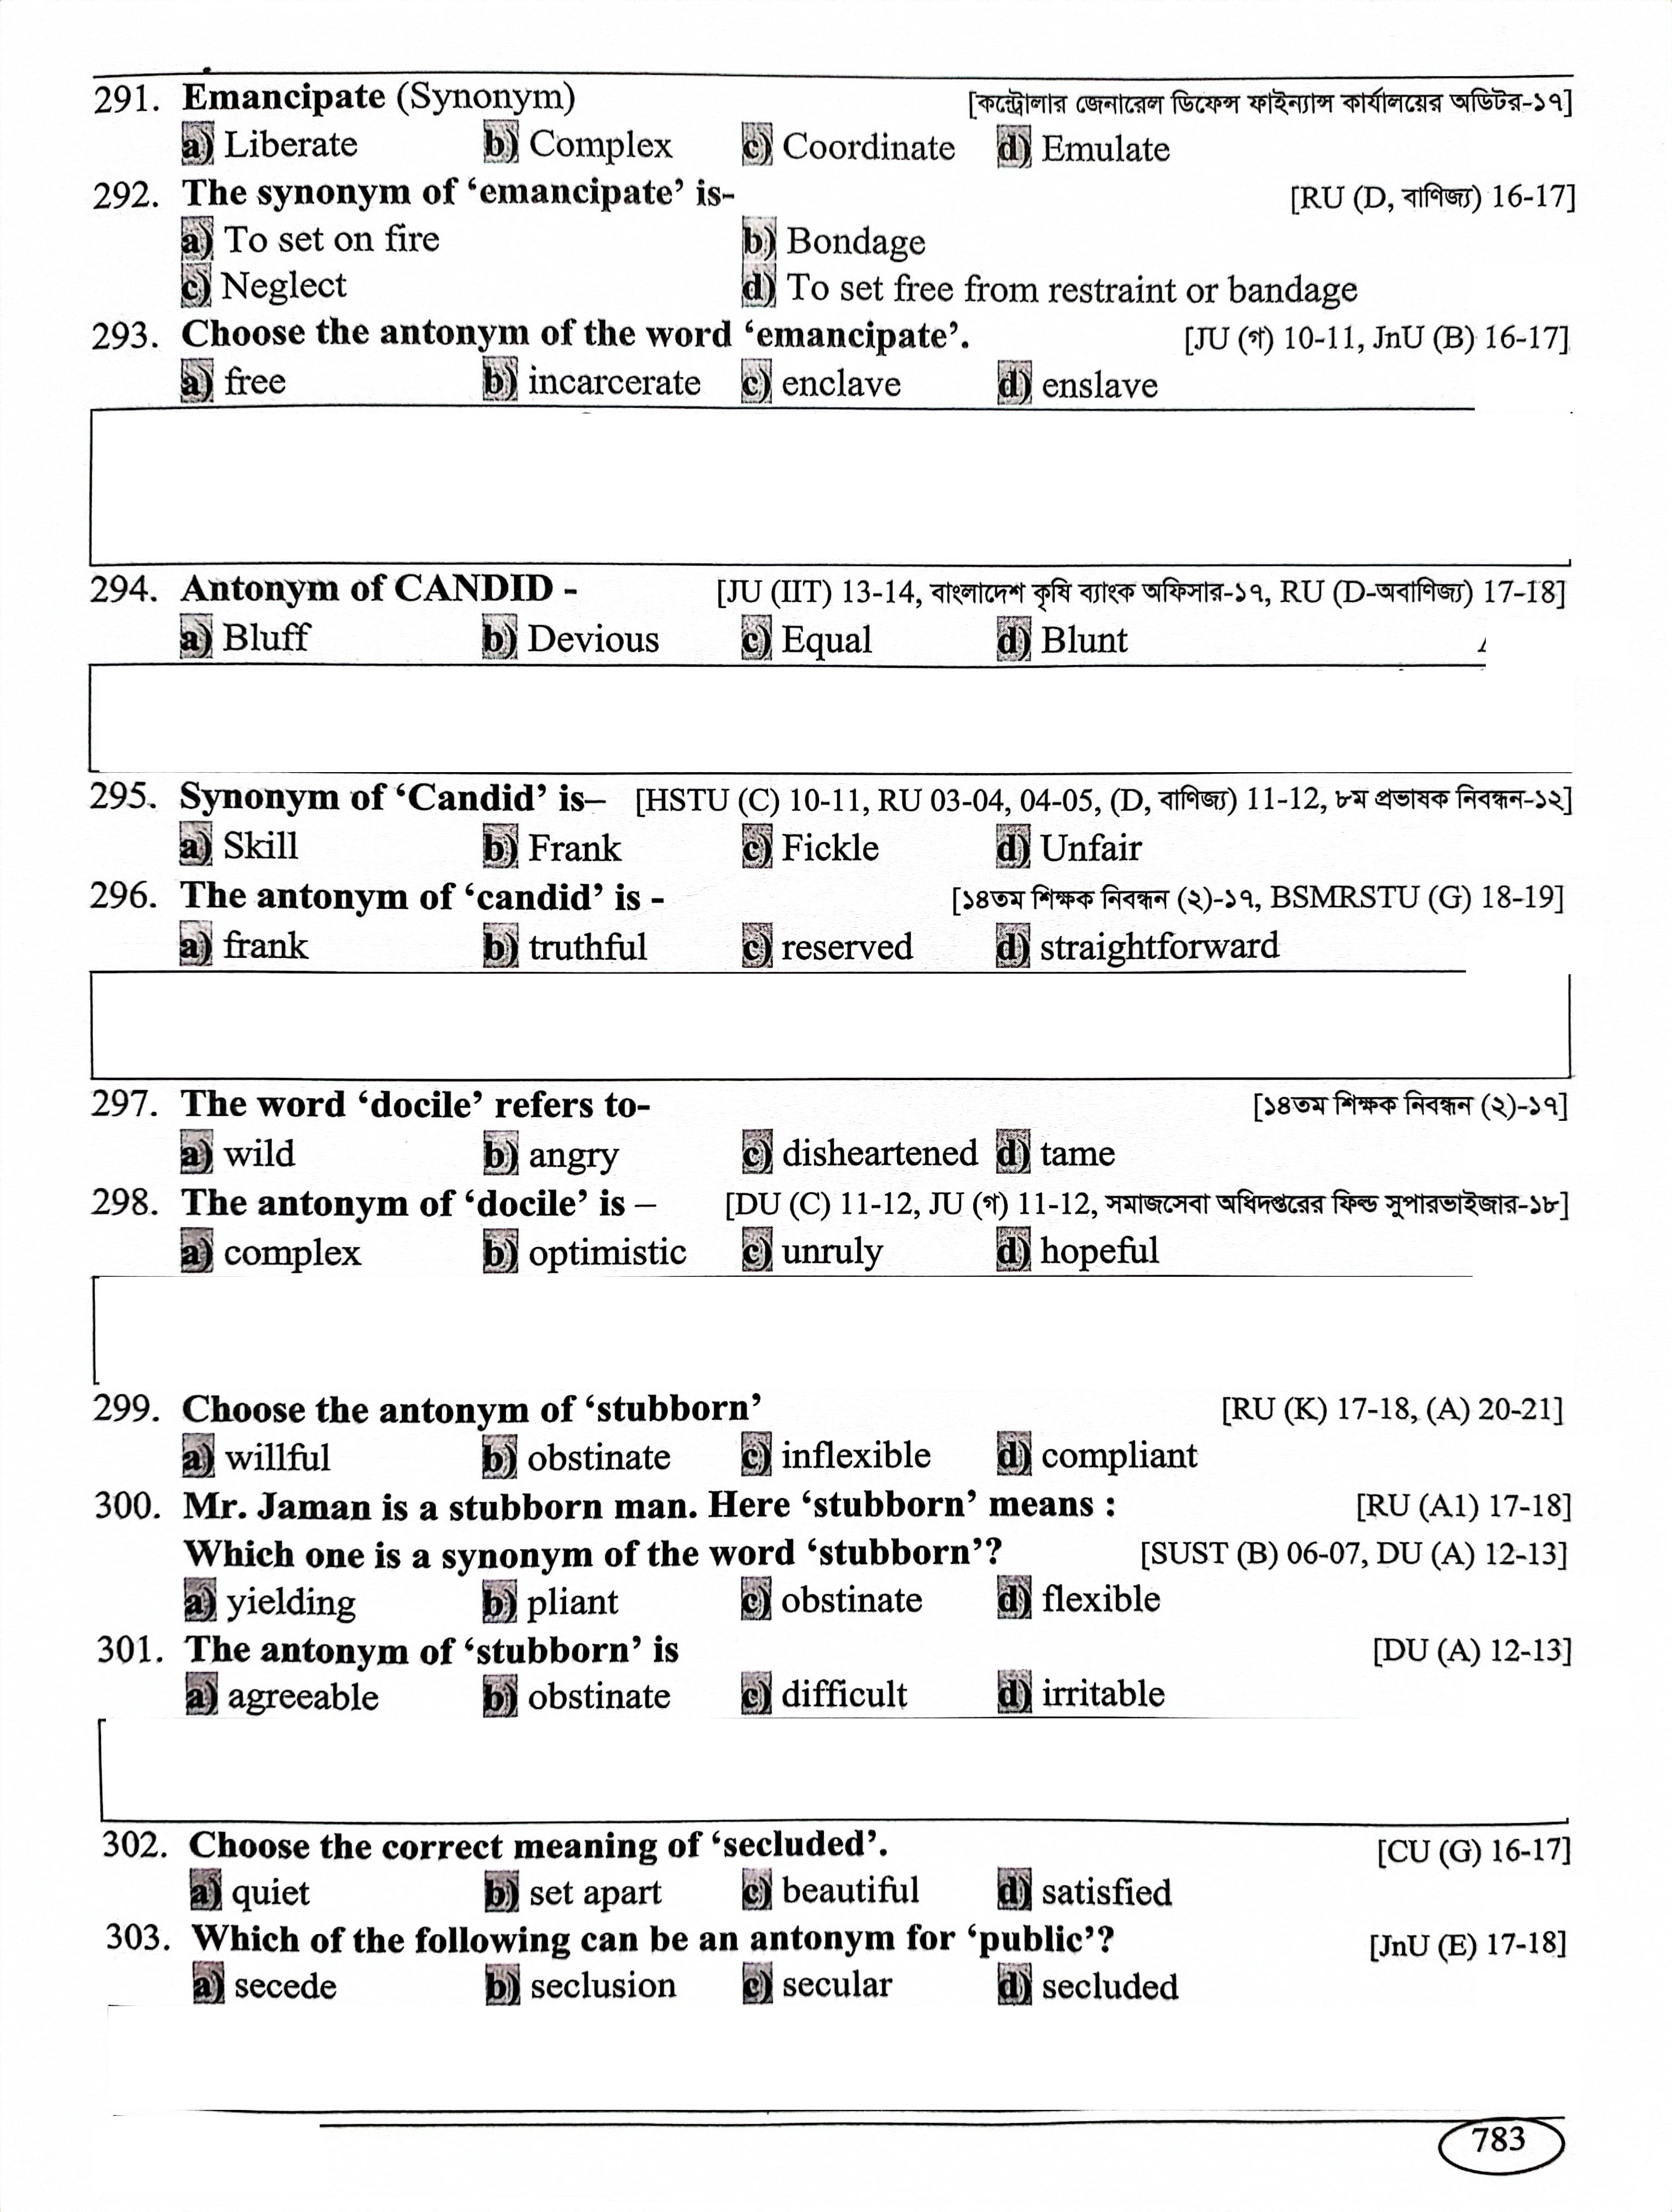 291. Emancipate (Synonym) [কন্ট্রোলার জেনারেল ডিফেন্স ফাইন্যান্স কার্যালয়ের অডিটর-১৭]
a) Liberate b) Complex c) Coordinate d) Emulate
292. The synonym of ‘emancipate’ is- [RU (D, বাণিজ্য) 16-17]
a) To set on fire b) Bondage
c) Neglect d) To set free from restraint or bandage
293. Choose the antonym of the word ‘emancipate’. [JU (গ) 10-11, JnU (B) 16-17]
a) free b) incarcerate c) enclave d) enslave
294. Antonym of CANDID - [JU (IIT) 13-14, বাংলাদেশ কৃষি ব্যাংক অফিসার-১৭, RU (D-অবাণিজ্য) 17-18]
a) Bluff b) Devious c) Equal d) Blunt
295. Synonym of ‘Candid’ is– [HSTU (C) 10-11, RU 03-04, 04-05, (D, বাণিজ্য) 11-12, ৮ম প্রভাষক নিবন্ধন-১২]
a) Skill b) Frank c) Fickle d) Unfair
296. The antonym of ‘candid’ is - [১৪তম শিক্ষক নিবন্ধন (২)-১৭, BSMRSTU (G) 18-19]
a) frank b) truthful c) reserved d) straightforward
297. The word ‘docile’ refers to- [১৪তম শিক্ষক নিবন্ধন (২)-১৭]
a) wild b) angry c) disheartened d) tame
298. The antonym of ‘docile’ is – [DU (C) 11-12, JU (গ) 11-12, সমাজসেবা অধিদপ্তরের ফিল্ড সুপারভাইজার-১৮]
a) complex b) optimistic c) unruly d) hopeful
299. Choose the antonym of ‘stubborn’ [RU (K) 17-18, (A) 20-21]
a) willful b) obstinate c) inflexible d) compliant
300. Mr. Jaman is a stubborn man. Here ‘stubborn’ means : [RU (A1) 17-18]
Which one is a synonym of the word ‘stubborn’? [SUST (B) 06-07, DU (A) 12-13]
a) yielding b) pliant c) obstinate d) flexible
301. The antonym of ‘stubborn’ is [DU (A) 12-13]
a) agreeable b) obstinate c) difficult d) irritable
302. Choose the correct meaning of ‘secluded’. [CU (G) 16-17]
a) quiet b) set apart c) beautiful d) satisfied
303. Which of the following can be an antonym for ‘public’? [JnU (E) 17-18]
a) secede b) seclusion c) secular d) secluded
783